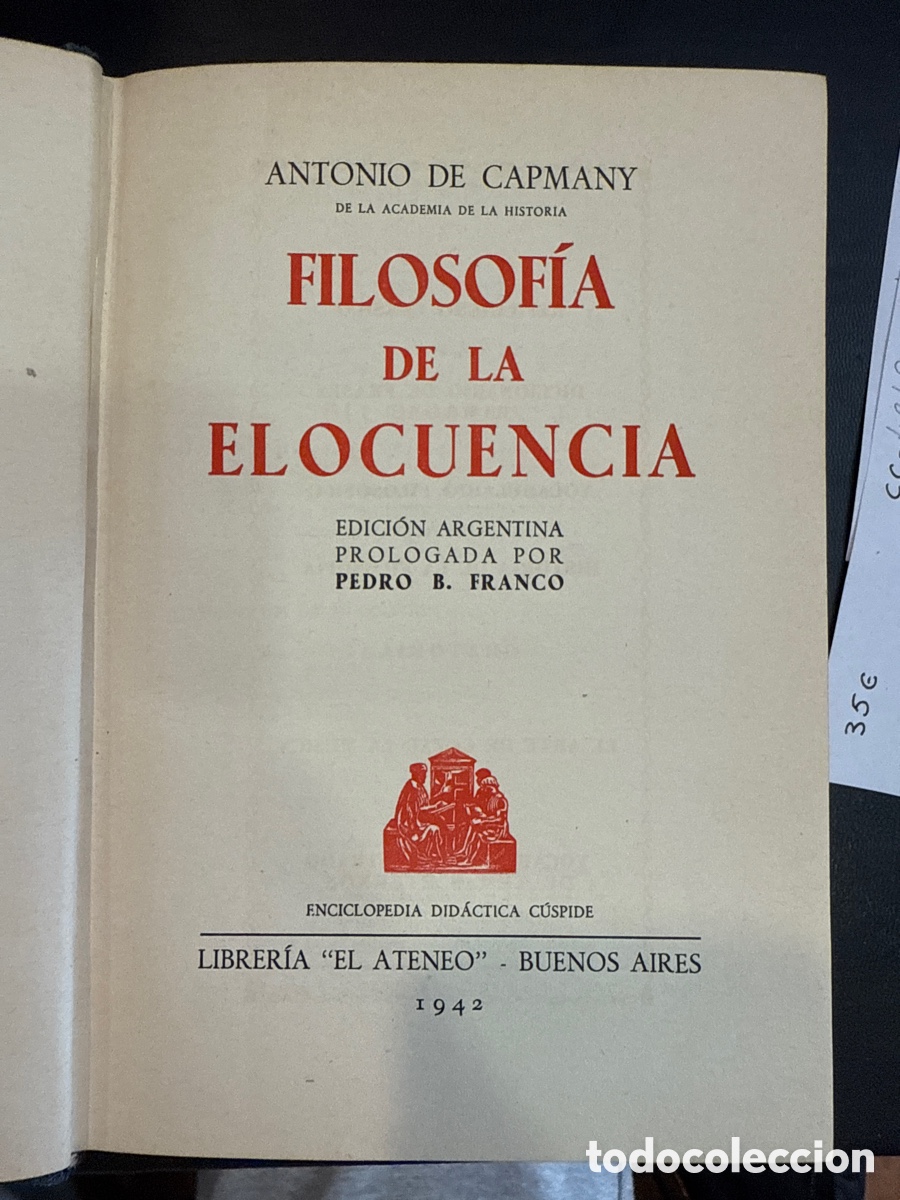 ANTONIO DE CAPMANY
DE LA ACADEMIA DE LA HISTORIA
FILOSOFÍA
DE LA
ELOCUENCIA
EDICIÓN ARGENTINA
PROLOGADA POR
PEDRO B. FRANCO
ENCICLOPEDIA DIDÁCTICA CÚSPIDE
LIBRERÍA “EL ATENEO” - BUENOS AIRES
1942
35€
todocoleccion